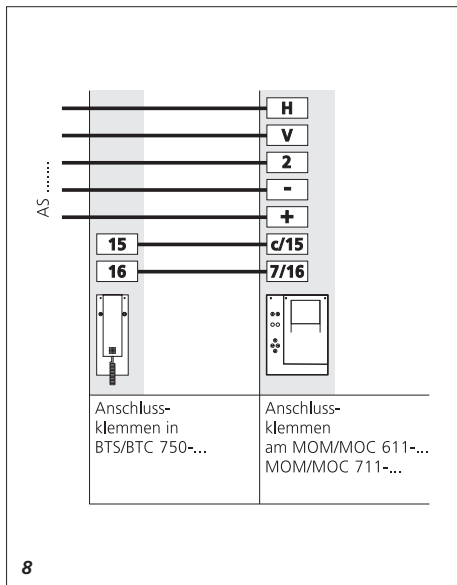 H
V
2
-
+
AS ........
15 c/15
16 7/16
Anschluss-
klemmen in
BTS/BTC 750-...
Anschluss-
klemmen
am MOM/MOC 611-...
MOM/MOC 711-...
8